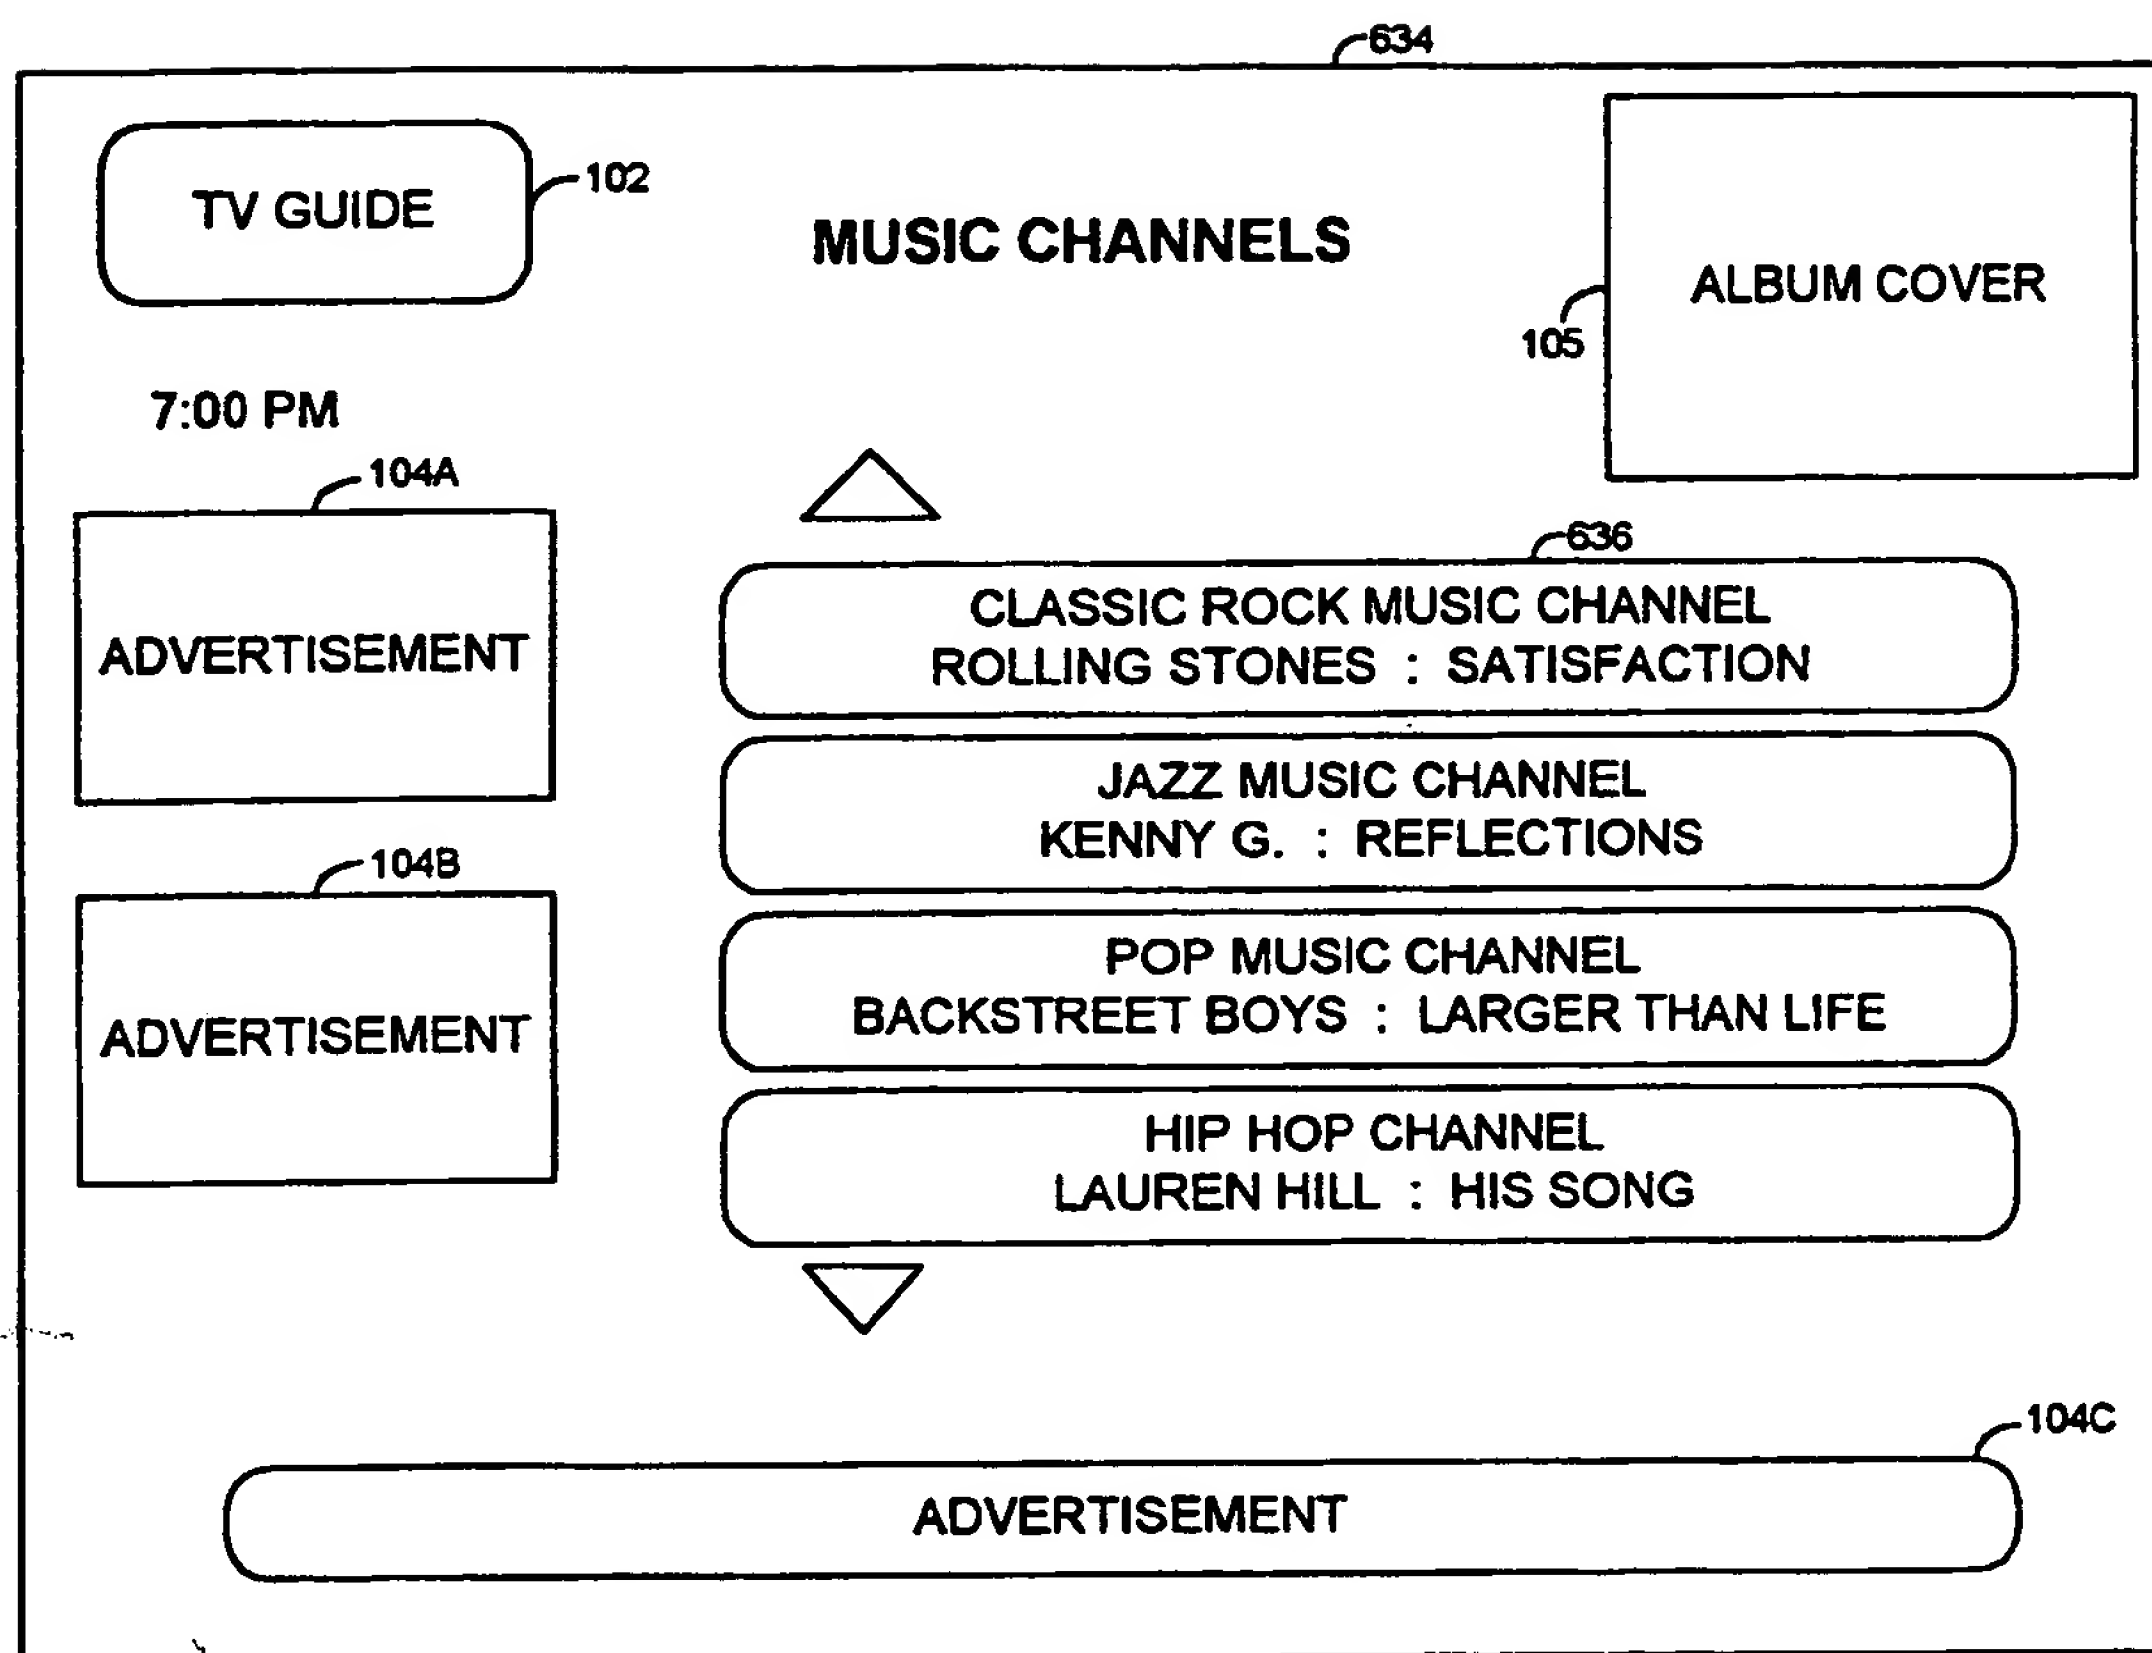 634
TV GUIDE
102
MUSIC CHANNELS
ALBUM COVER
105
7:00 PM
104A
ADVERTISEMENT
636
CLASSIC ROCK MUSIC CHANNEL
ROLLING STONES : SATISFACTION
JAZZ MUSIC CHANNEL
KENNY G. : REFLECTIONS
104B
ADVERTISEMENT
POP MUSIC CHANNEL
BACKSTREET BOYS : LARGER THAN LIFE
HIP HOP CHANNEL
LAUREN HILL : HIS SONG
104C
ADVERTISEMENT